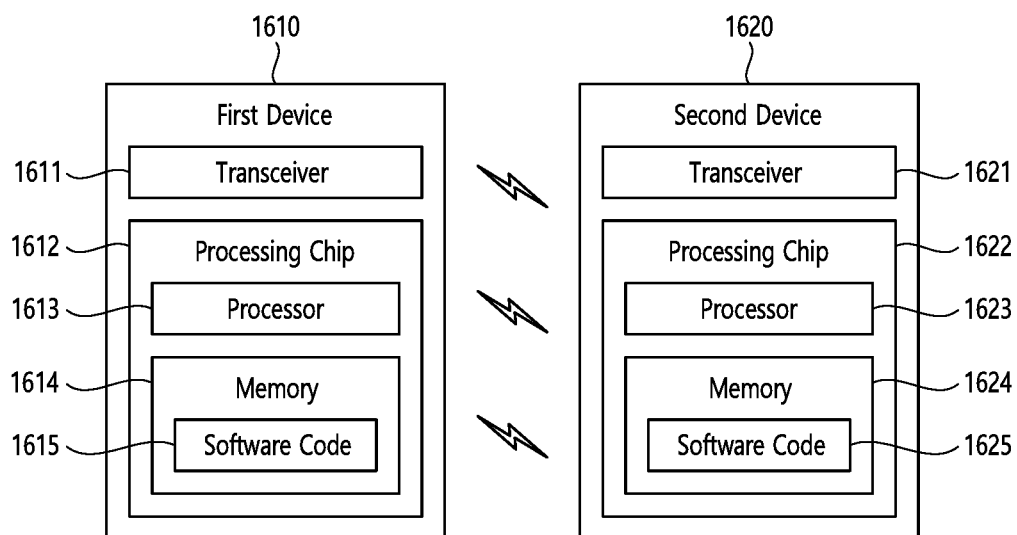 1610
1620
First Device
Second Device
1611
Transceiver
Transceiver
1621
1612
Processing Chip
Processing Chip
1622
1613
Processor
Processor
1623
1614
Memory
Memory
1624
1615
Software Code
Software Code
1625